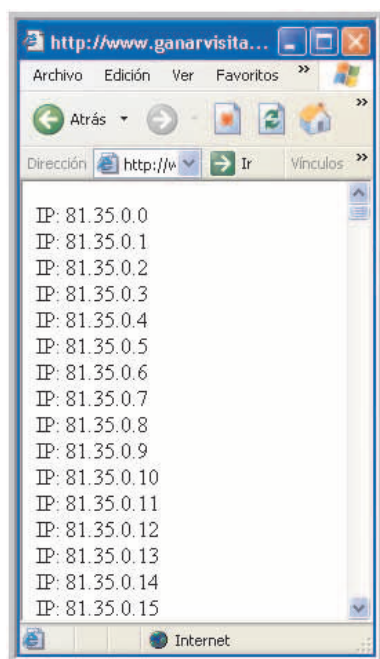 http://www.ganarvisita...
Archivo Edición Ver Favoritos »
Atrás »
Dirección http://w Ir Vínculos »
IP: 81.35.0.0
IP: 81.35.0.1
IP: 81.35.0.2
IP: 81.35.0.3
IP: 81.35.0.4
IP: 81.35.0.5
IP: 81.35.0.6
IP: 81.35.0.7
IP: 81.35.0.8
IP: 81.35.0.9
IP: 81.35.0.10
IP: 81.35.0.11
IP: 81.35.0.12
IP: 81.35.0.13
IP: 81.35.0.14
IP: 81.35.0.15
Internet